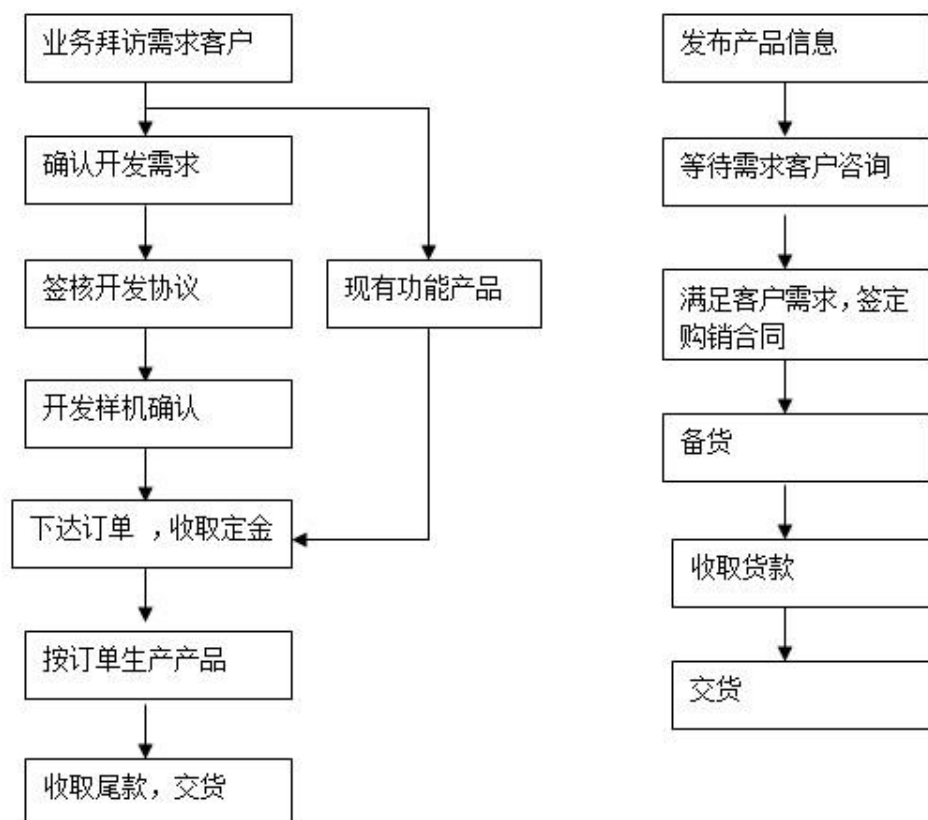 业务拜访需求客户
确认开发需求
签核开发协议
现有功能产品
开发样机确认
下达订单 ，收取定金
按订单生产产品
收取尾款，交货
发布产品信息
等待需求客户咨询
满足客户需求，签定
购销合同
备货
收取货款
交货